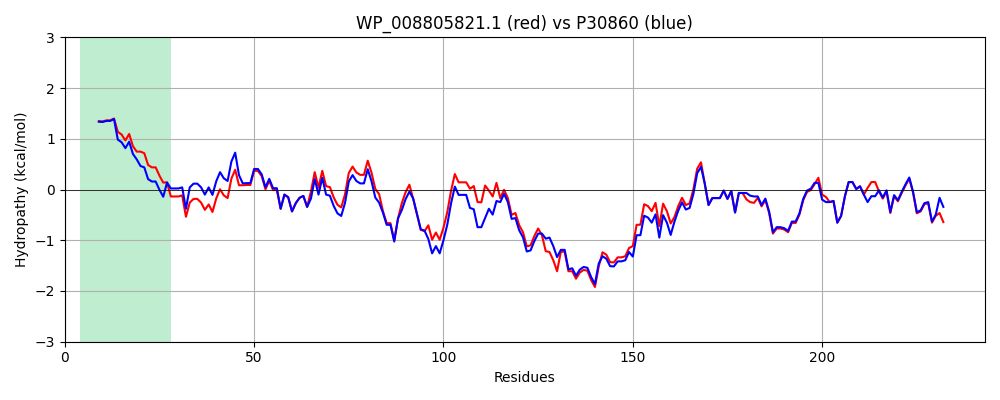 WP_008805821.1 (red) vs P30860 (blue)
Hydropathy (kcal/mol)
3
2
1
0
−1
−2
−3
0 50 100 150 200
Residues